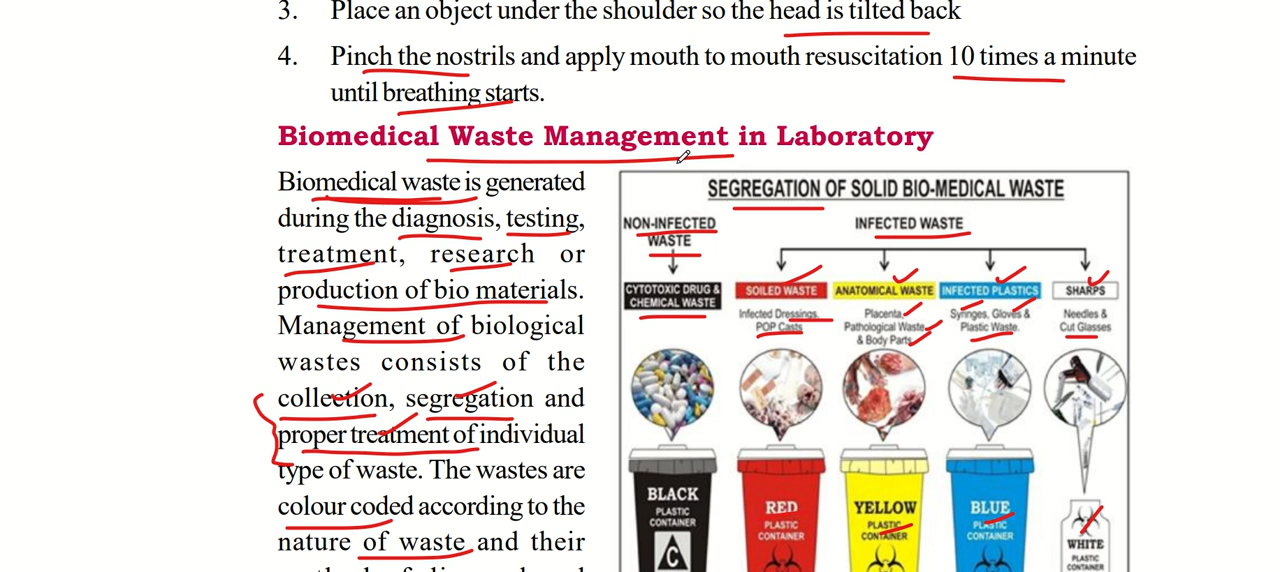 3. Place an object under the shoulder so the head is tilted back
4. Pinch the nostrils and apply mouth to mouth resuscitation 10 times a minute
until breathing starts.
Biomedical Waste Management in Laboratory
Biomedical waste is generated
during the diagnosis, testing,
treatment, research or
production of bio materials.
Management of biological
wastes consists of the
collection, segregation and
proper treatment of individual
type of waste. The wastes are
colour coded according to the
nature of waste and their
SEGREGATION OF SOLID BIO-MEDICAL WASTE
NON-INFECTED
WASTE
INFECTED WASTE
CYTOTOXIC DRUG &
CHEMICAL WASTE
SOILED WASTE
ANATOMICAL WASTE
INFECTED PLASTICS
SHARPS
Infected Dressings,
POP Casts
Placenta,
Pathological Waste
& Body Parts
Syringes, Gloves &
Plastic Waste.
Needles &
Cut Glasses
BLACK
PLASTIC
CONTAINER
C
RED
PLASTIC
CONTAINER
YELLOW
PLASTIC
CONTAINER
BLUE
PLASTIC
CONTAINER
WHITE
PLASTIC
CONTAINER